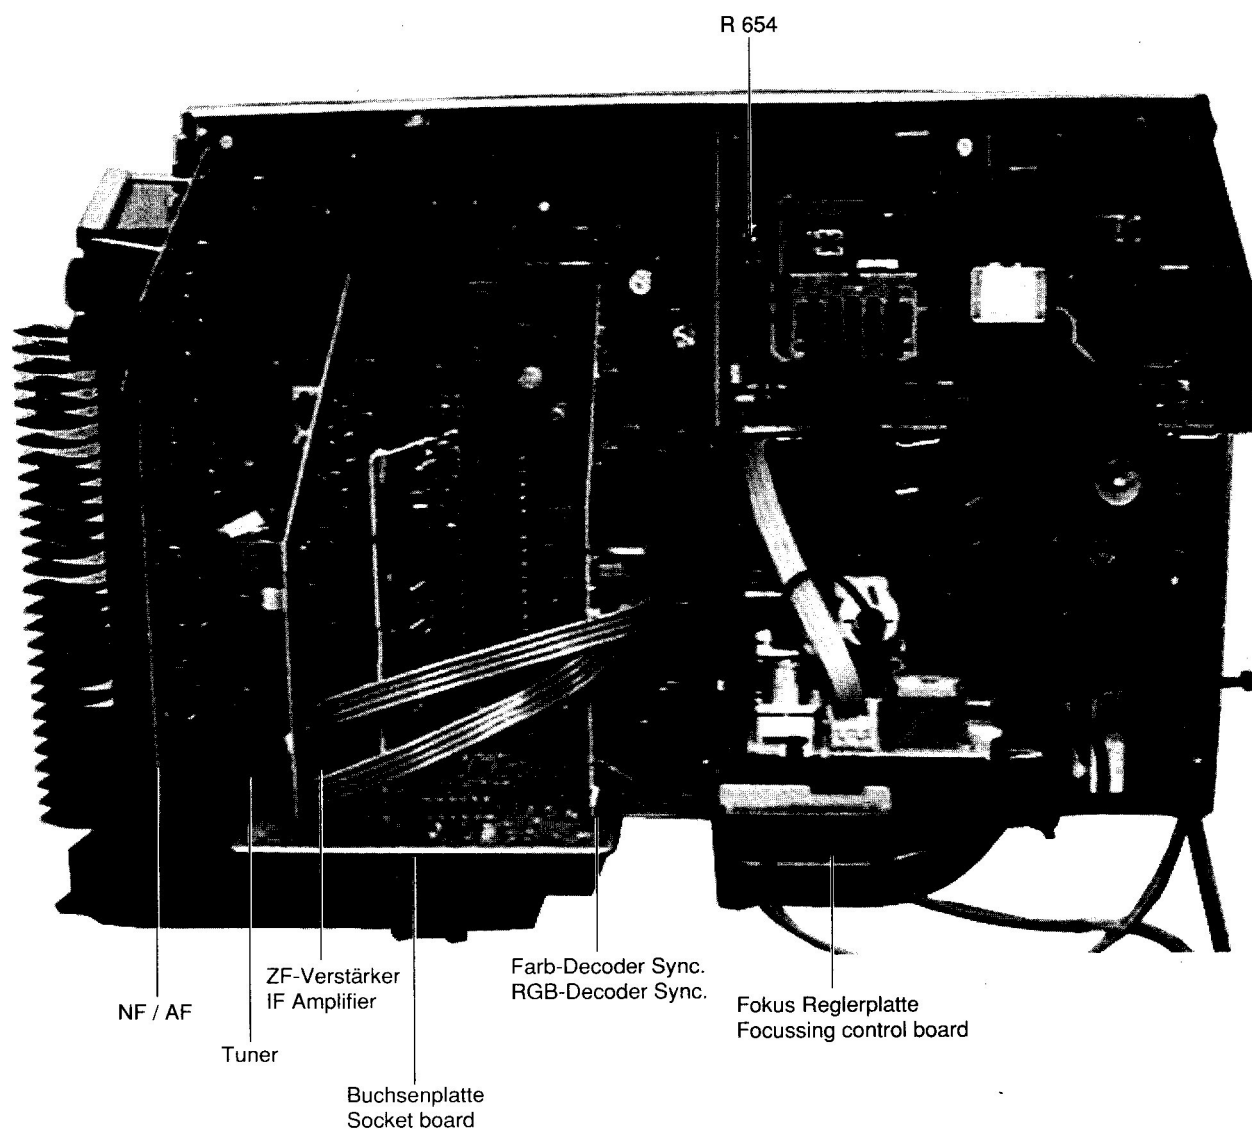 R 654
NF / AF
Tuner
ZF-Verstärker
IF Amplifier
Buchsenplatte
Socket board
Farb-Decoder Sync.
RGB-Decoder Sync.
Fokus Reglerplatte
Focussing control board